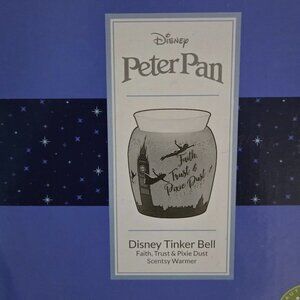 Disney
Peter Pan
Faith,
Trust &
Pixie Dust
Disney Tinker Bell
Faith, Trust & Pixie Dust
Scentsy Warmer